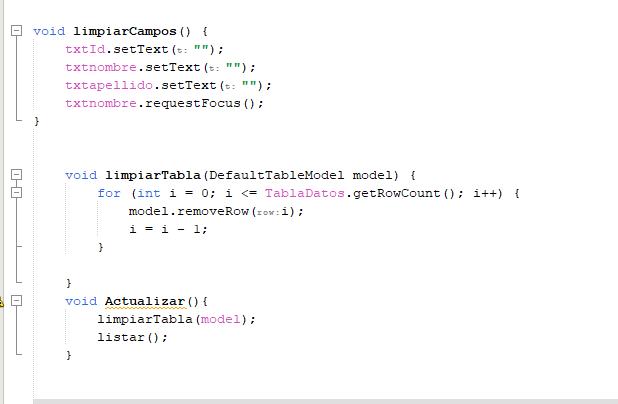 void limpiarCampos() {
txtId.setText(t: "");
txtnombre.setText(t: "");
txtapellido.setText(t: "");
txtnombre.requestFocus();
}
void limpiarTabla(DefaultTableModel model) {
for (int i = 0; i <= TablaDatos.getRowCount(); i++) {
model.removeRow(row:i);
i = i - 1;
}
}
void Actualizar(){
limpiarTabla(model);
listar();
}